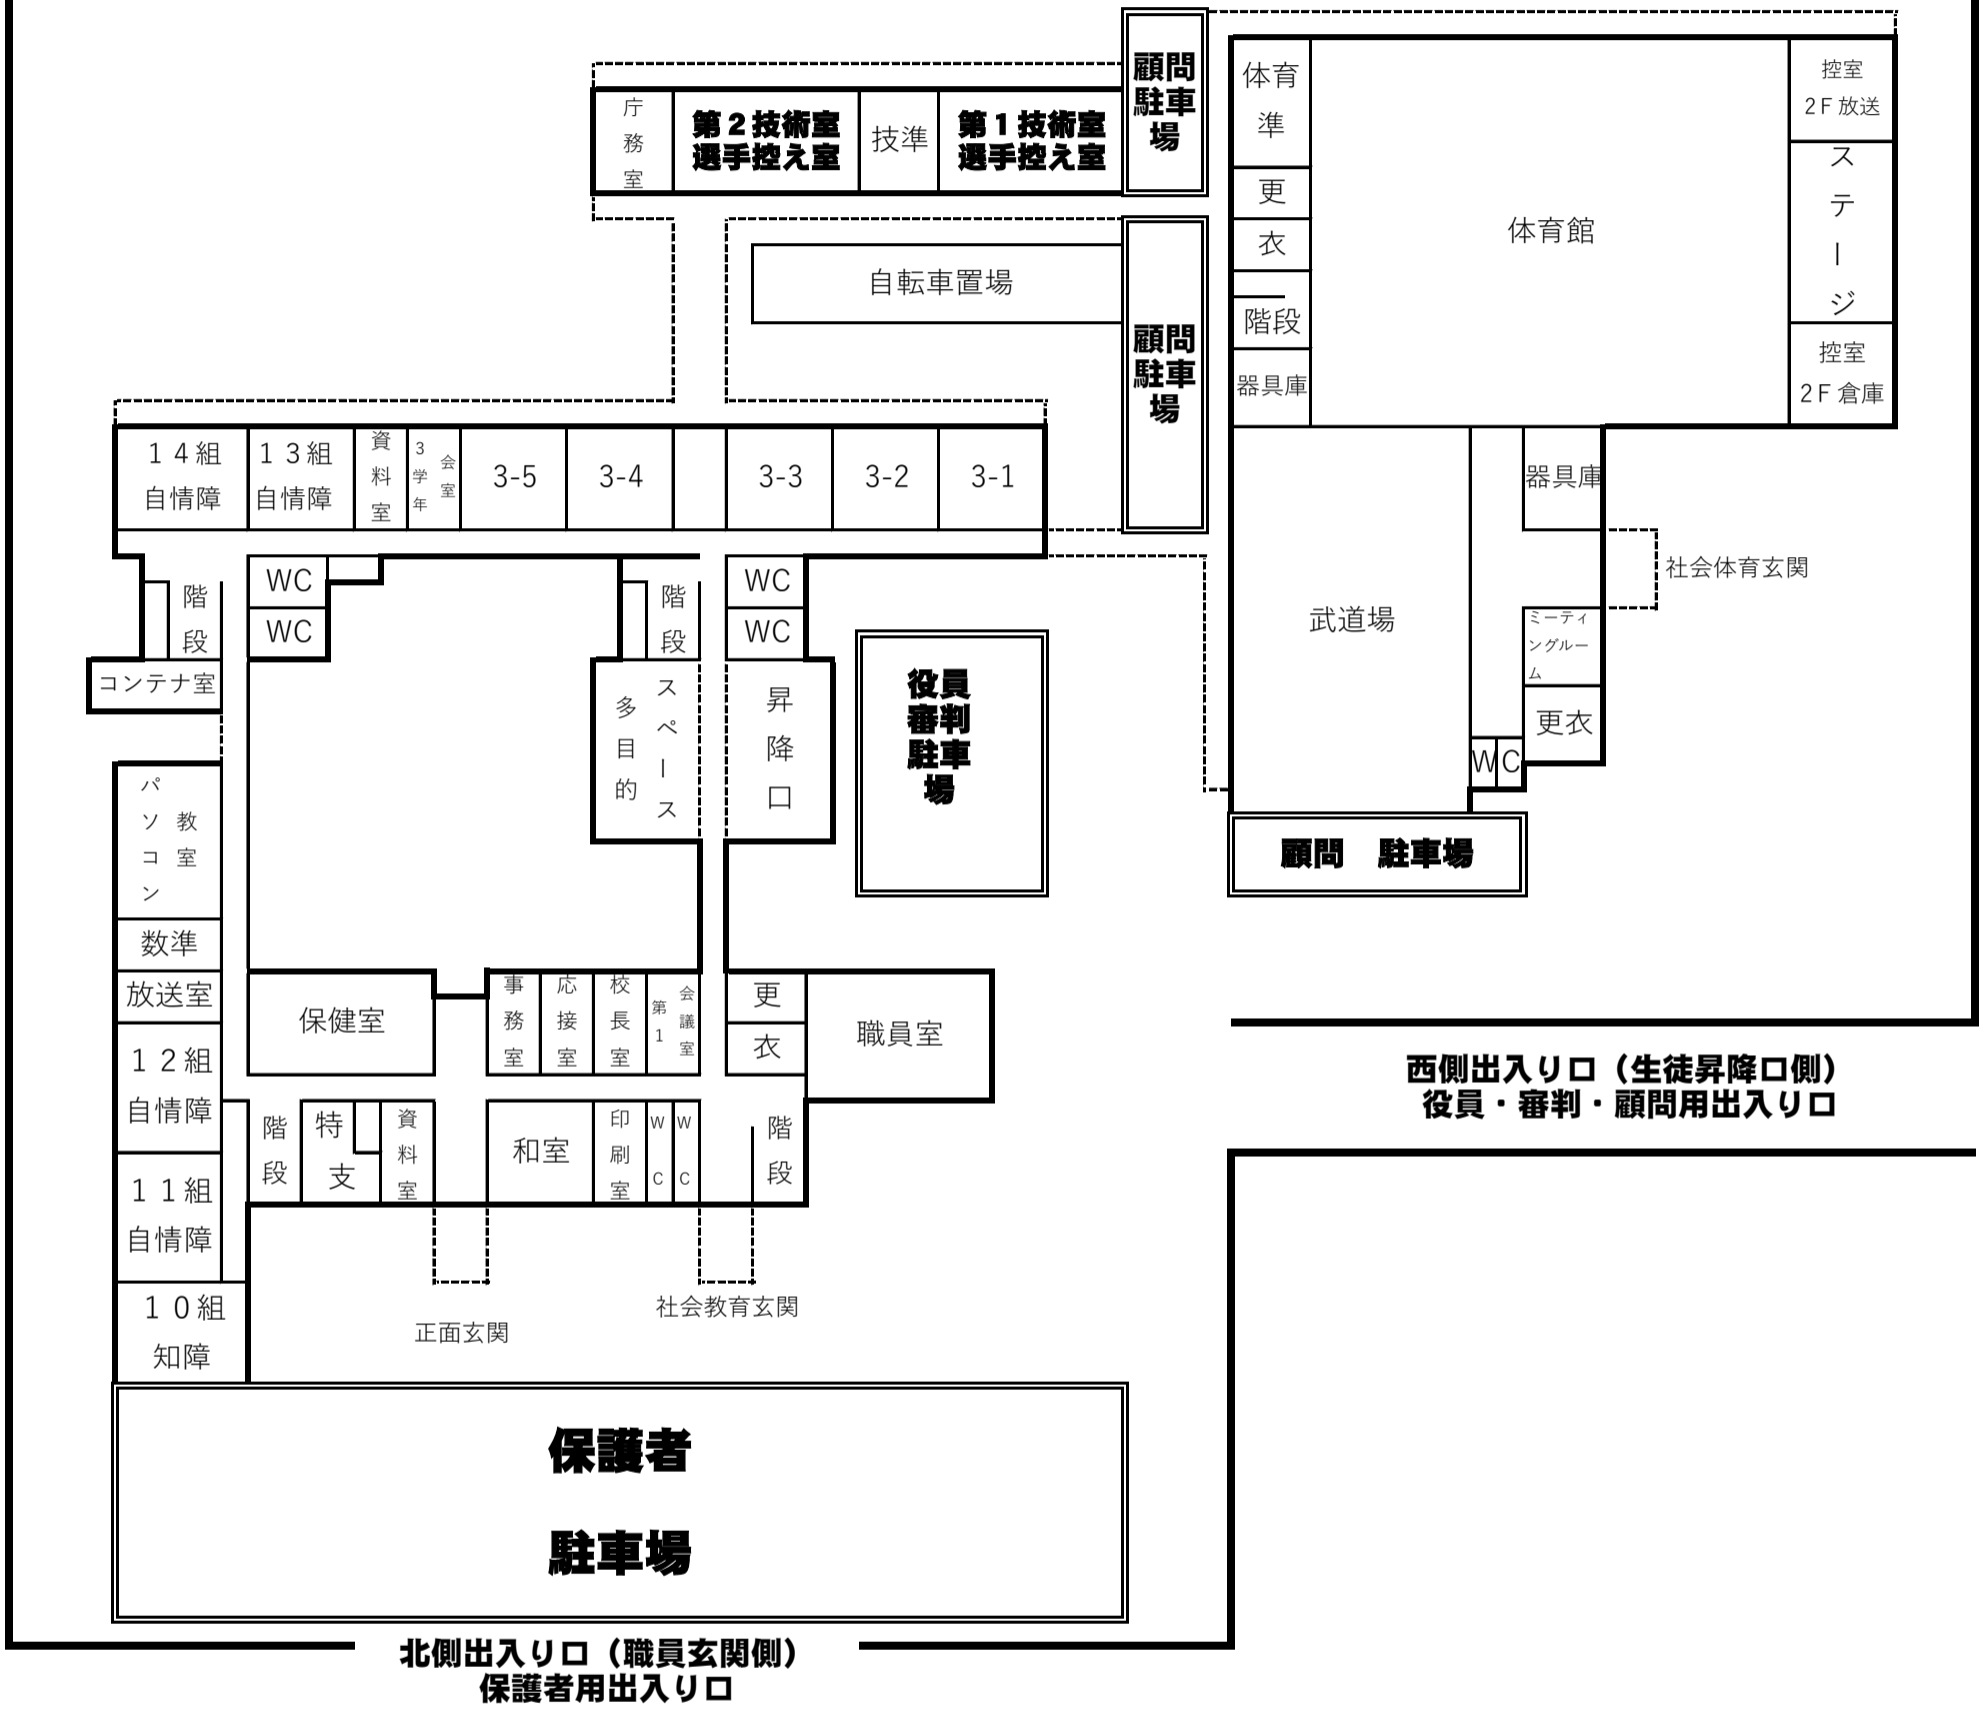 顧問
駐車
場
体育
準
控室
2F放送
庁
務
室
第２技術室
選手控え室
技準
第１技術室
選手控え室
更
衣
体育館
ステージ
自転車置場
顧問
駐車
場
階段
器具庫
控室
2F倉庫
１４組
自情障
１３組
自情障
資
料
室
3
学
年
会
室
3-5
3-4
3-3
3-2
3-1
器具庫
社会体育玄関
階
段
WC
WC
階
段
WC
WC
武道場
ミーティ
ングルー
ム
コンテナ室
多目的
スペース
昇
降
口
役員
審判
駐車
場
更衣
W C
パソコン
教室
顧問　駐車場
数準
放送室
保健室
事
務
室
応
接
室
校
長
室
第
1
会
議
室
更
衣
職員室
西側出入り口（生徒昇降口側）
役員・審判・顧問用出入り口
１２組
自情障
階
段
特
支
資
料
室
和室
印
刷
室
W
C
W
C
階
段
１１組
自情障
１０組
知障
社会教育玄関
正面玄関
保護者
駐車場
北側出入り口（職員玄関側）
保護者用出入り口